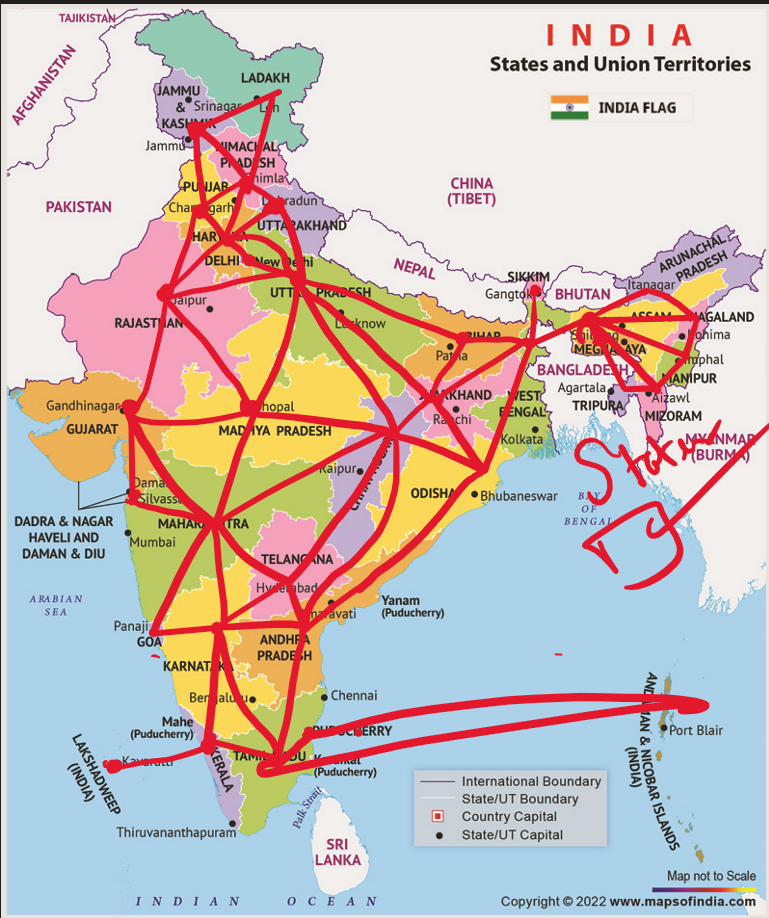 TAJIKISTAN
INDIA
States and Union Territories
INDIA FLAG
AFGHANISTAN
LADAKH
JAMMU
&
KASHMIR
Srinagar
Leh
Jammu
HIMACHAL
PRADESH
Shimla
PUNJAB
Chandigarh
Dehradun
UTTARAKHAND
HARYANA
DELHI
New Delhi
PAKISTAN
CHINA
(TIBET)
NEPAL
SIKKIM
Gangtok
BHUTAN
ARUNACHAL
PRADESH
Itanagar
UTTAR PRADESH
Lucknow
Jaipur
RAJASTHAN
BIHAR
Patna
ASSAM
NAGALAND
Kohima
Shillong
MEGHALAYA
Imphal
MANIPUR
BANGLADESH
Agartala
TRIPURA
Aizawl
MIZORAM
MYANMAR
(BURMA)
JHARKHAND
Ranchi
WEST
BENGAL
Kolkata
Gandhinagar
GUJARAT
Bhopal
MADHYA PRADESH
Raipur
ODISHA
Bhubaneswar
BAY
OF
BENGAL
Daman
Silvassa
DADRA & NAGAR
HAVELI AND
DAMAN & DIU
MAHARASHTRA
Mumbai
TELANGANA
Hyderabad
Amaravati
Yanam
(Puducherry)
ARABIAN
SEA
Panaji
GOA
ANDHRA
PRADESH
KARNATAKA
Bengaluru
Chennai
Mahe
(Puducherry)
PUDUCHERRY
TAMIL NADU
Karaikal
(Puducherry)
KERALA
LAKSHADWEEP
(INDIA)
Kavaratti
ANDAMAN & NICOBAR ISLANDS
(INDIA)
Port Blair
Palk Strait
Thiruvananthapuram
SRI
LANKA
International Boundary
State/UT Boundary
Country Capital
State/UT Capital
Map not to Scale
INDIAN OCEAN
Copyright © 2022 www.mapsofindia.com